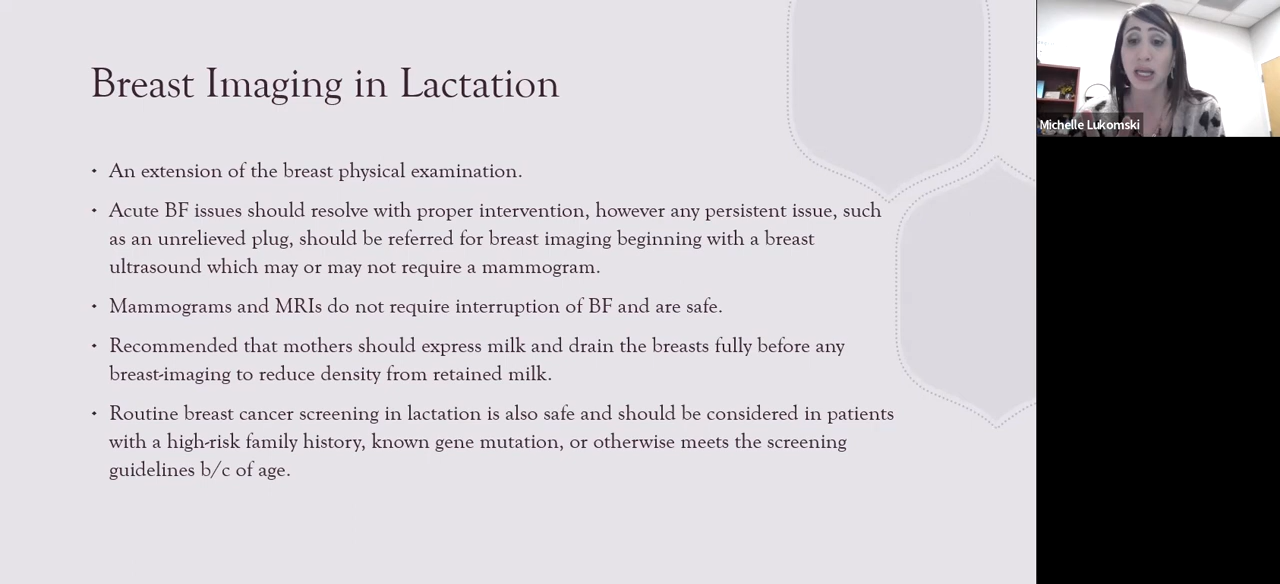 Breast Imaging in Lactation
An extension of the breast physical examination.
Acute BF issues should resolve with proper intervention, however any persistent issue, such
as an unrelieved plug, should be referred for breast imaging beginning with a breast
ultrasound which may or may not require a mammogram.
Mammograms and MRIs do not require interruption of BF and are safe.
Recommended that mothers should express milk and drain the breasts fully before any
breast-imaging to reduce density from retained milk.
Routine breast cancer screening in lactation is also safe and should be considered in patients
with a high-risk family history, known gene mutation, or otherwise meets the screening
guidelines b/c of age.
Michelle Lukomski